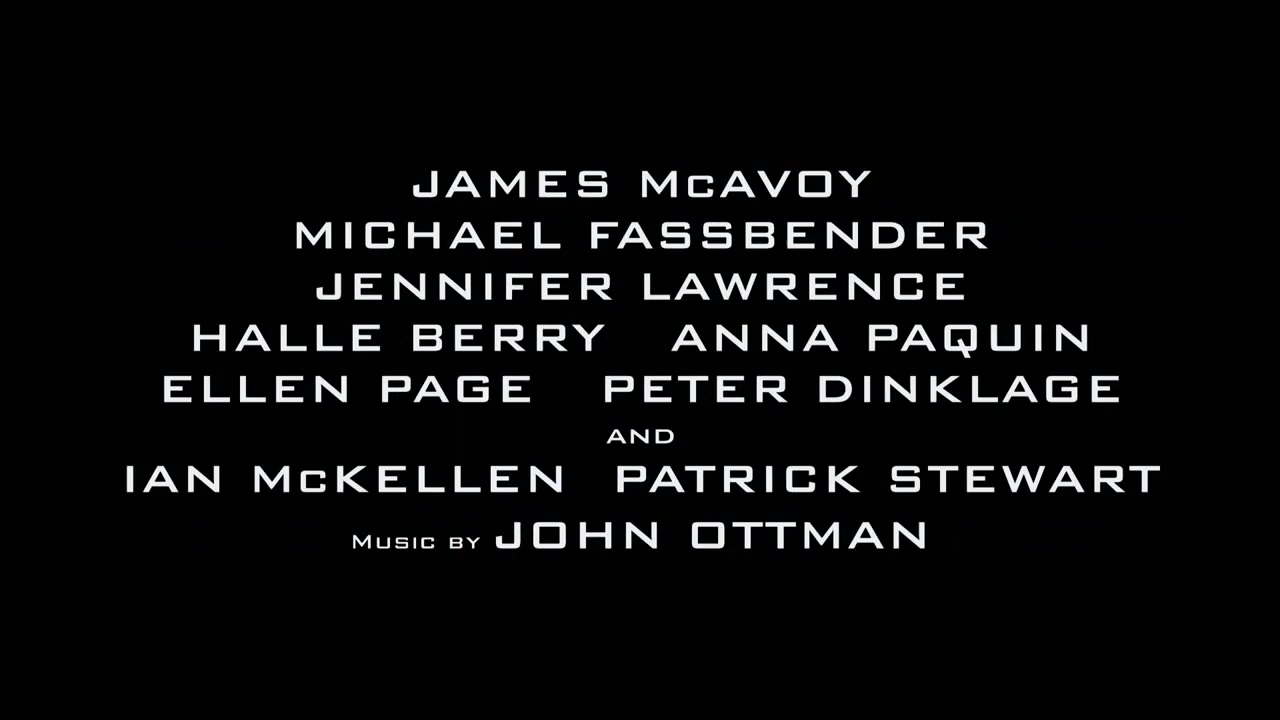 JAMES McAVOY
MICHAEL FASSBENDER
JENNIFER LAWRENCE
HALLE BERRY ANNA PAQUIN
ELLEN PAGE PETER DINKLAGE
AND
IAN McKELLEN PATRICK STEWART
MUSIC BY JOHN OTTMAN